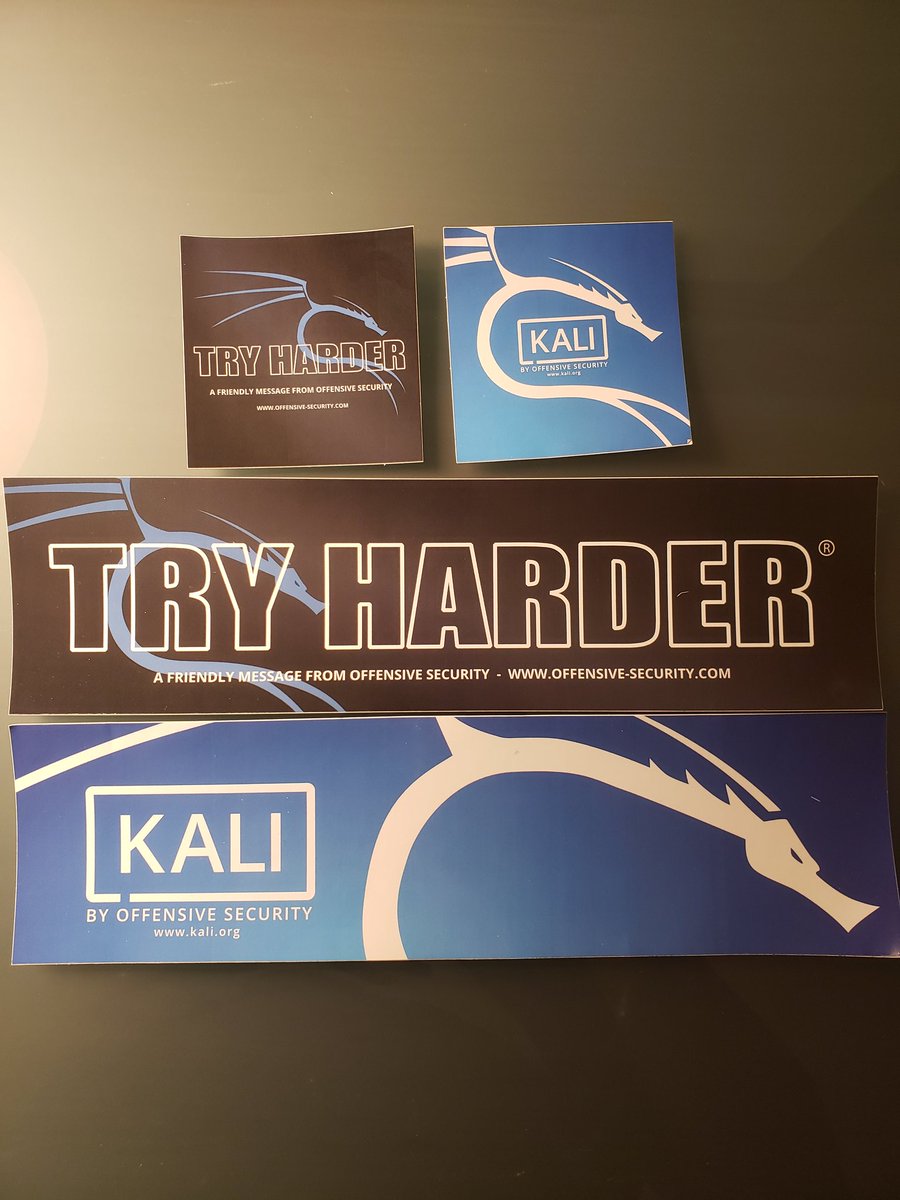 TRY HARDER
A FRIENDLY MESSAGE FROM OFFENSIVE SECURITY
WWW.OFFENSIVE-SECURITY.COM
KALI
BY OFFENSIVE SECURITY
www.kali.org
TRY HARDER®
A FRIENDLY MESSAGE FROM OFFENSIVE SECURITY - WWW.OFFENSIVE-SECURITY.COM
KALI
BY OFFENSIVE SECURITY
www.kali.org